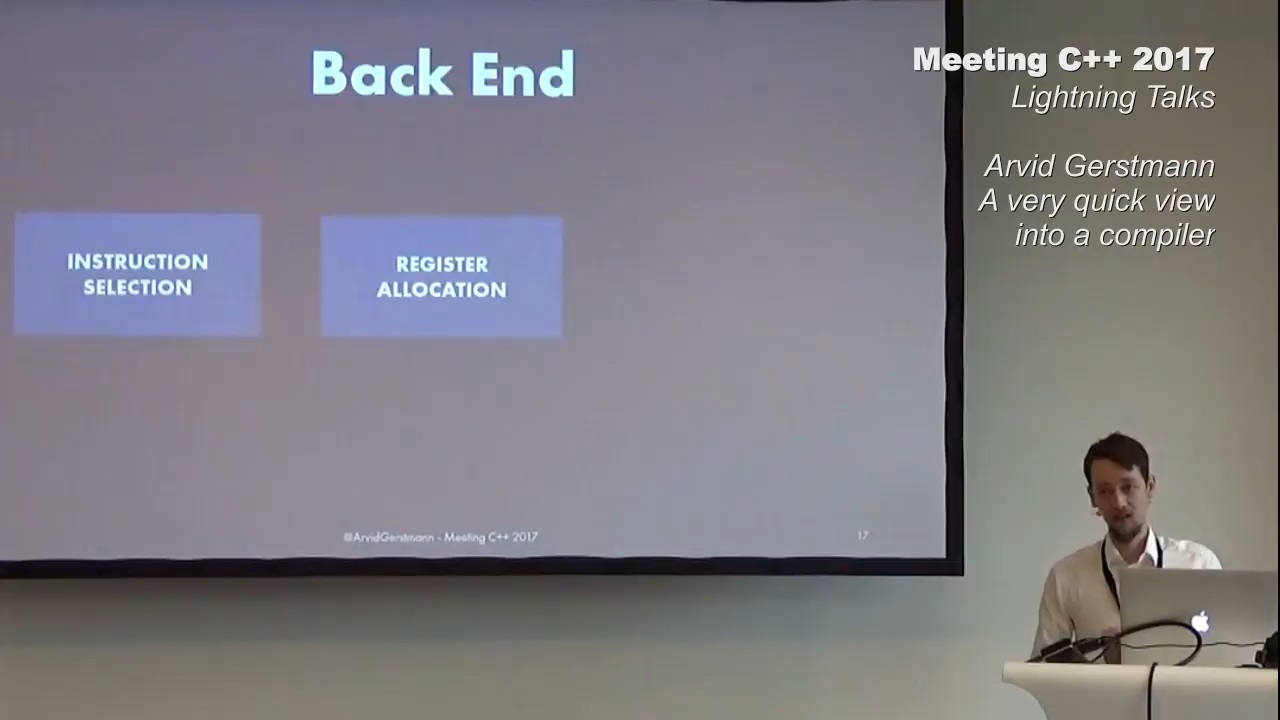 Back End
INSTRUCTION
SELECTION
REGISTER
ALLOCATION
@ArvidGerstmann - Meeting C++ 2017
17
Meeting C++ 2017
Lightning Talks
Arvid Gerstmann
A very quick view
into a compiler